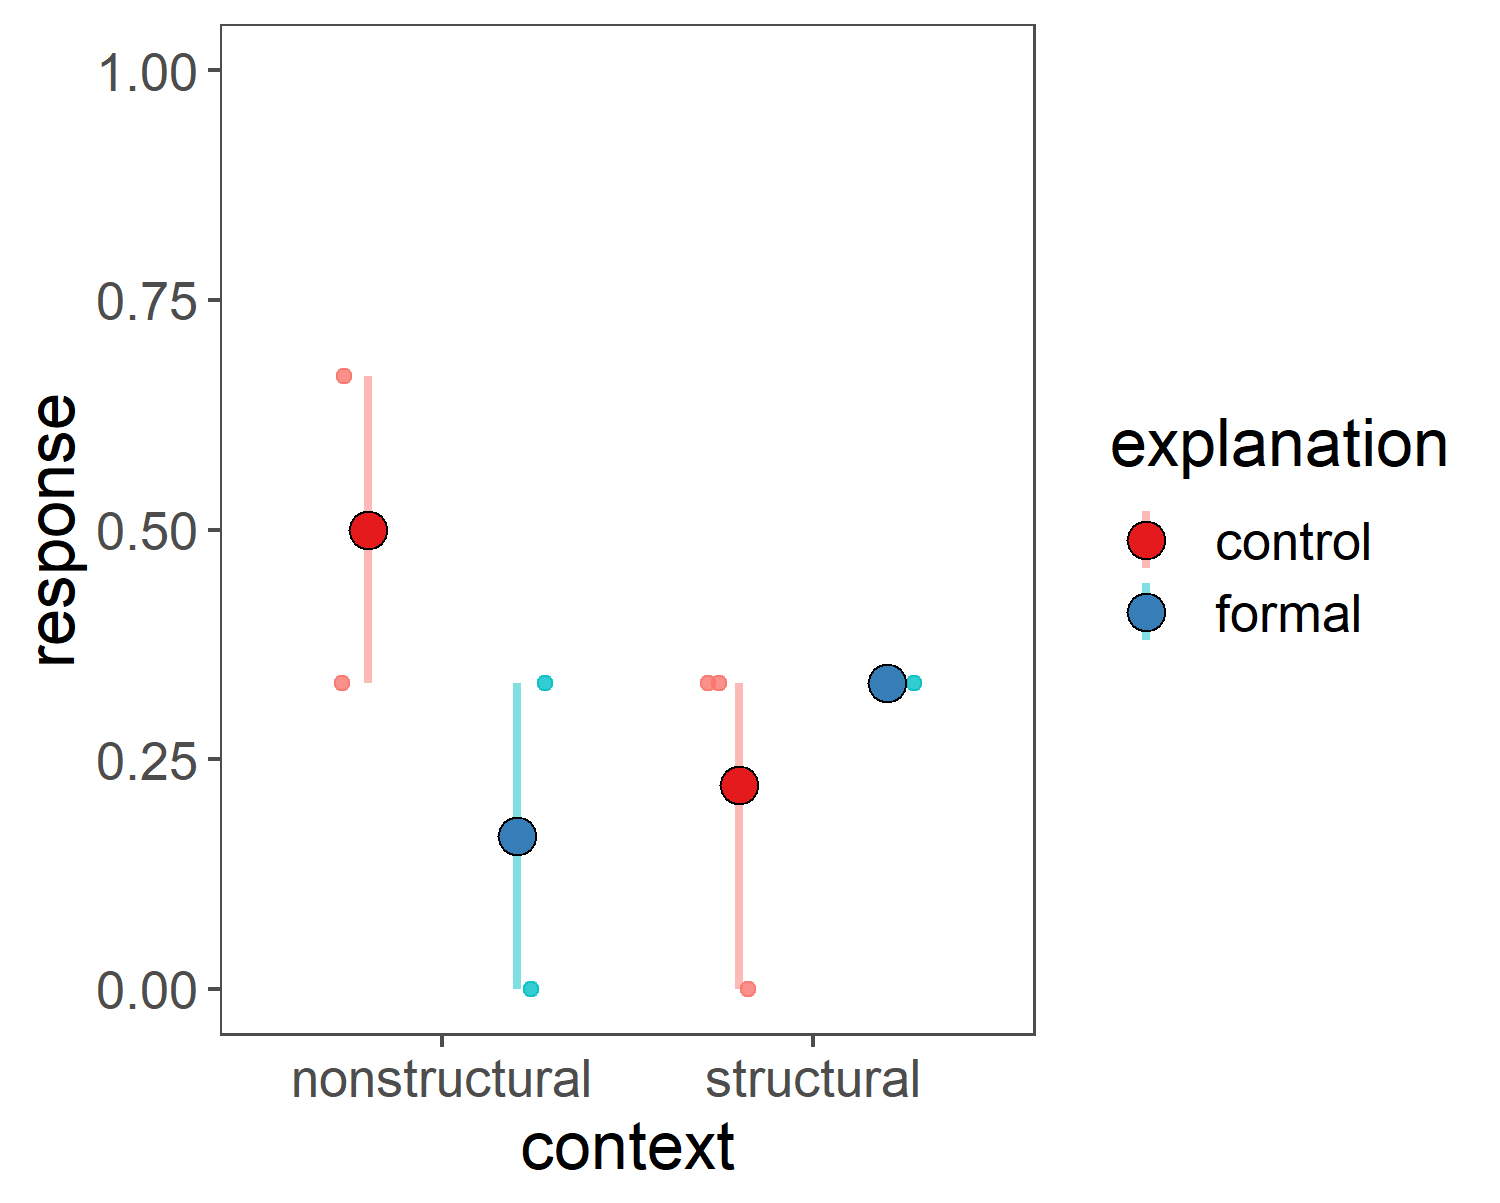 1.00
0.75
0.50
0.25
0.00
response
nonstructural
structural
context
explanation
control
formal